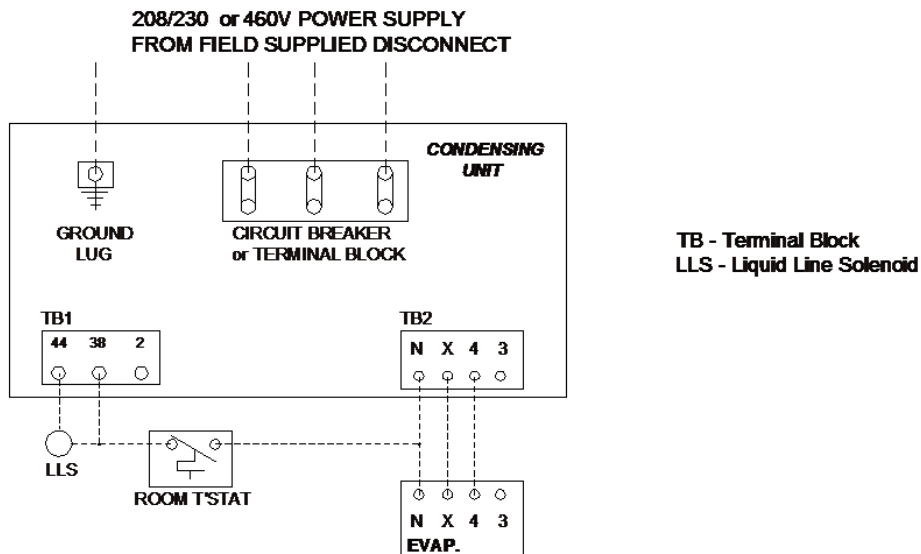 208/230 or 460V POWER SUPPLY
FROM FIELD SUPPLIED DISCONNECT
CONDENSING
UNIT
GROUND
LUG
CIRCUIT BREAKER
or TERMINAL BLOCK
TB - Terminal Block
LLS - Liquid Line Solenoid
TB1
44 38 2
TB2
N X 4 3
LLS
ROOM T'STAT
N X 4 3
EVAP.